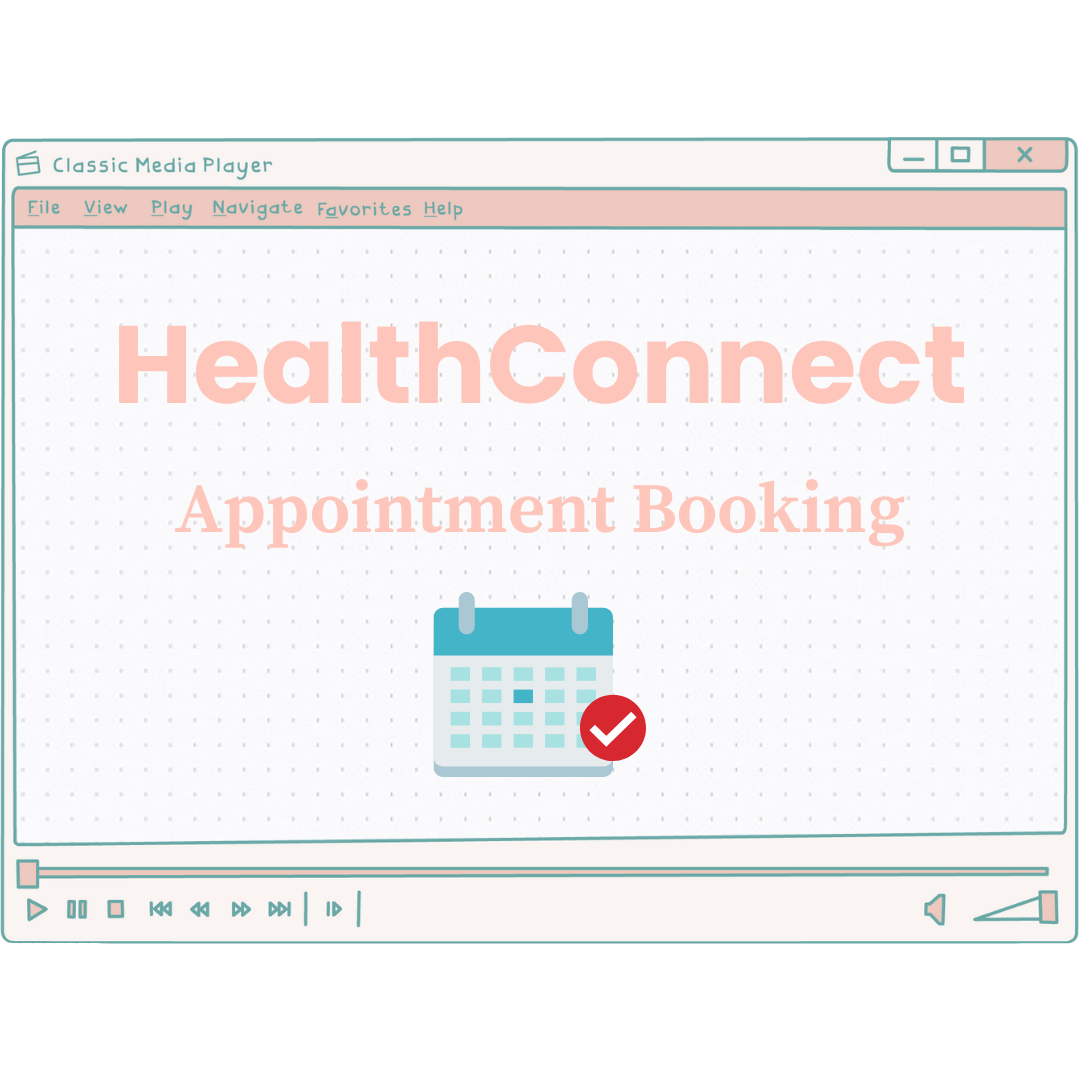 Classic Media Player
File View Play Navigate Favorites Help
HealthConnect
Appointment Booking